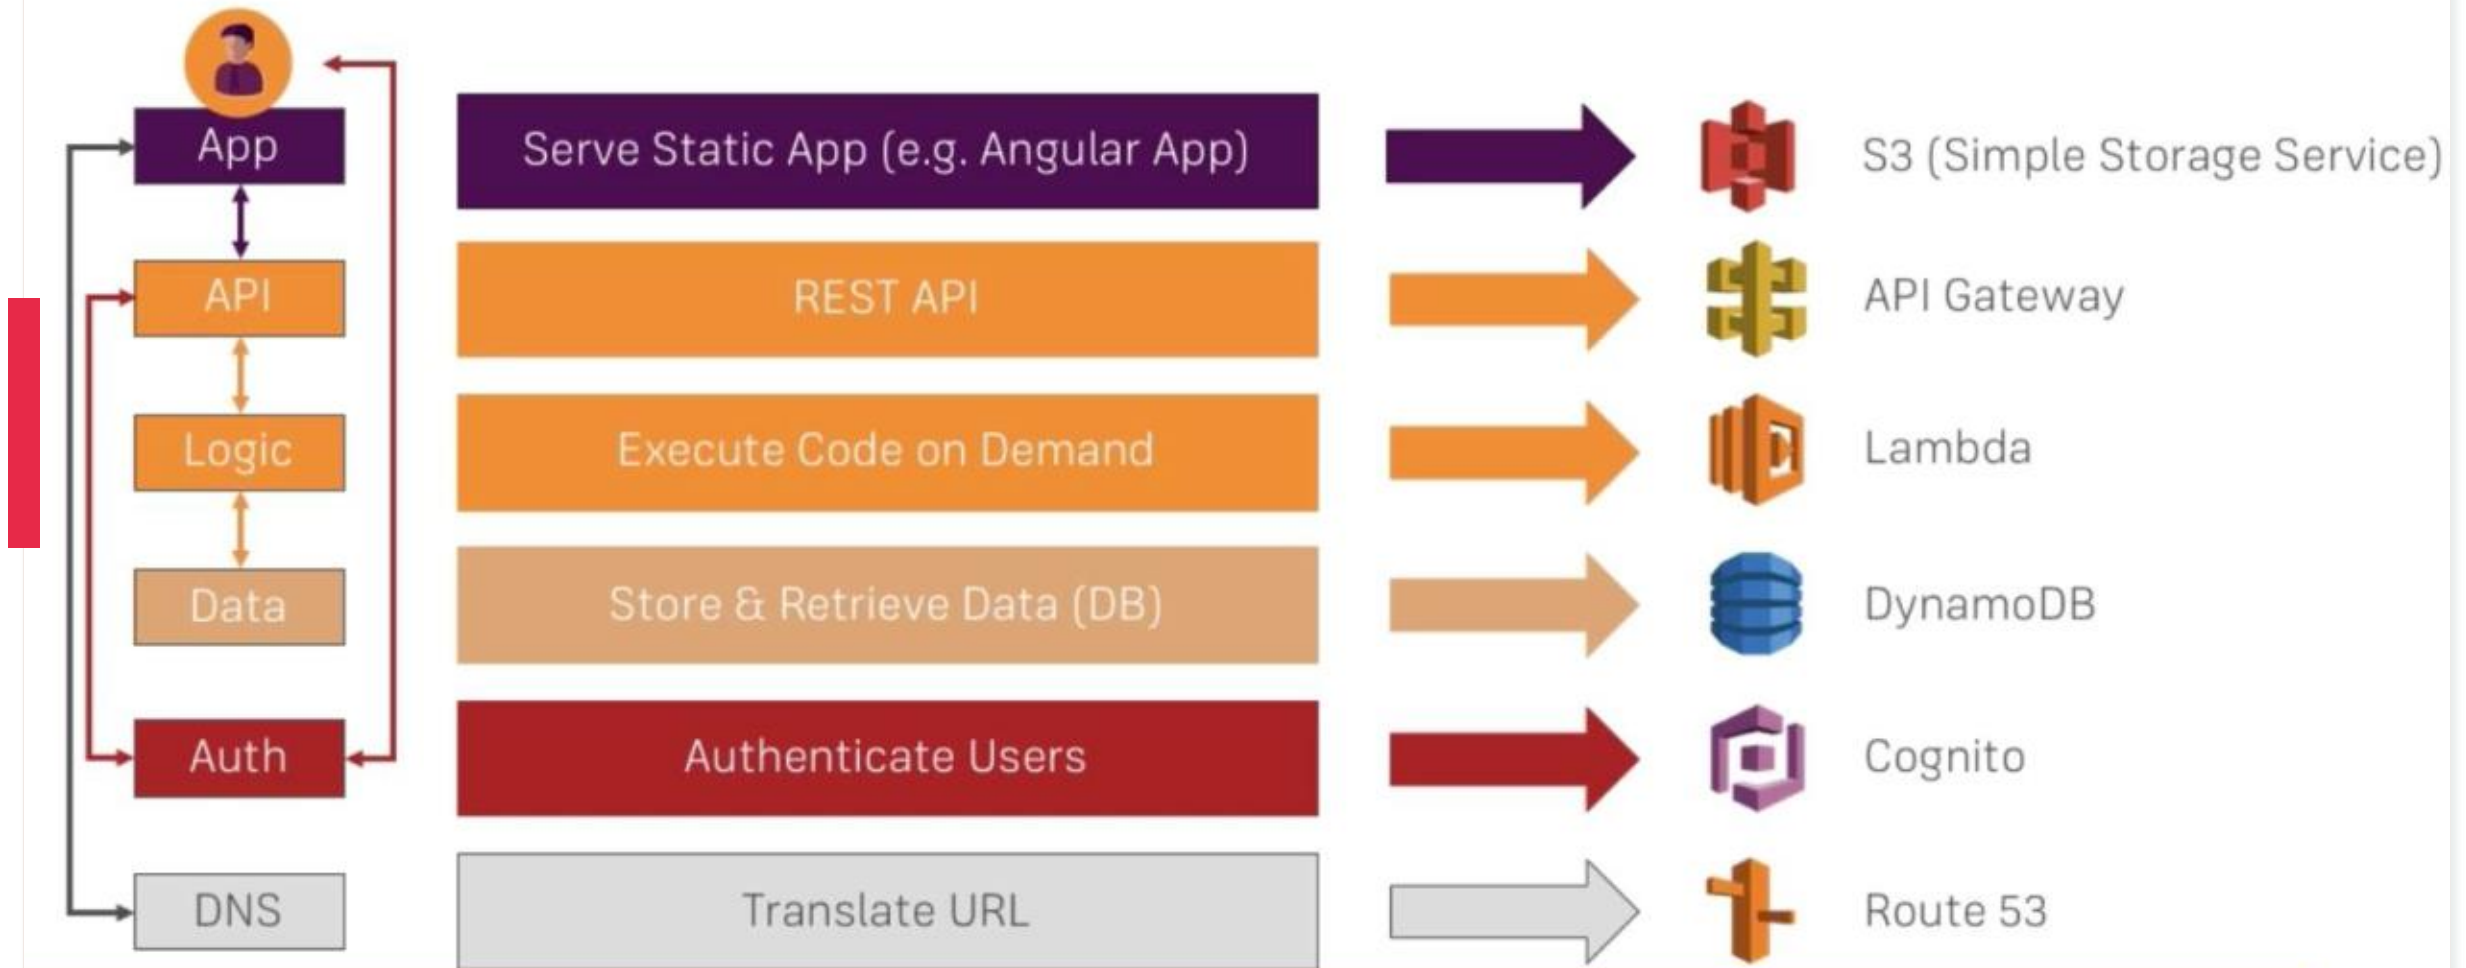 App
Serve Static App (e.g. Angular App)
S3 (Simple Storage Service)
API
REST API
API Gateway
Logic
Execute Code on Demand
Lambda
Data
Store & Retrieve Data (DB)
DynamoDB
Auth
Authenticate Users
Cognito
DNS
Translate URL
Route 53